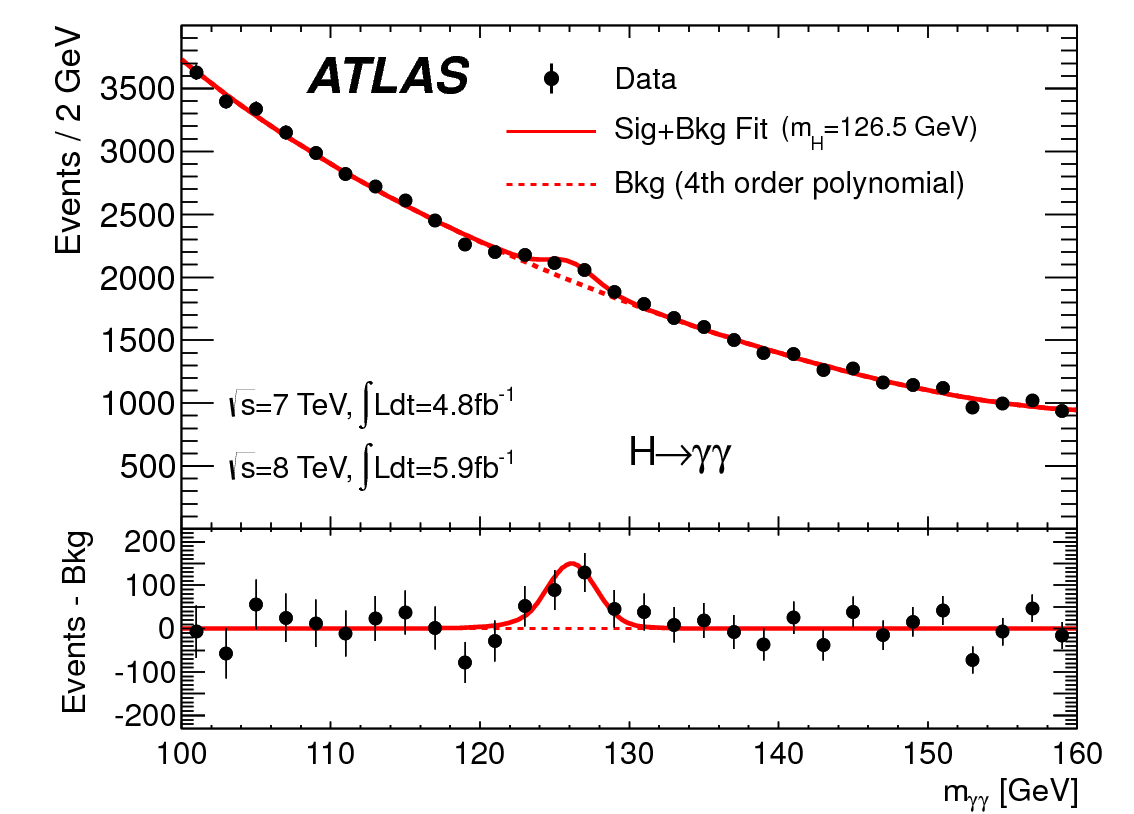 Events / 2 GeV
3500
3000
2500
2000
1500
1000
500
ATLAS
Data
Sig+Bkg Fit (mH=126.5 GeV)
Bkg (4th order polynomial)
√s=7 TeV, ∫Ldt=4.8fb-1
√s=8 TeV, ∫Ldt=5.9fb-1
H→γγ
Events - Bkg
200
100
0
-100
-200
100 110 120 130 140 150 160
mγγ [GeV]